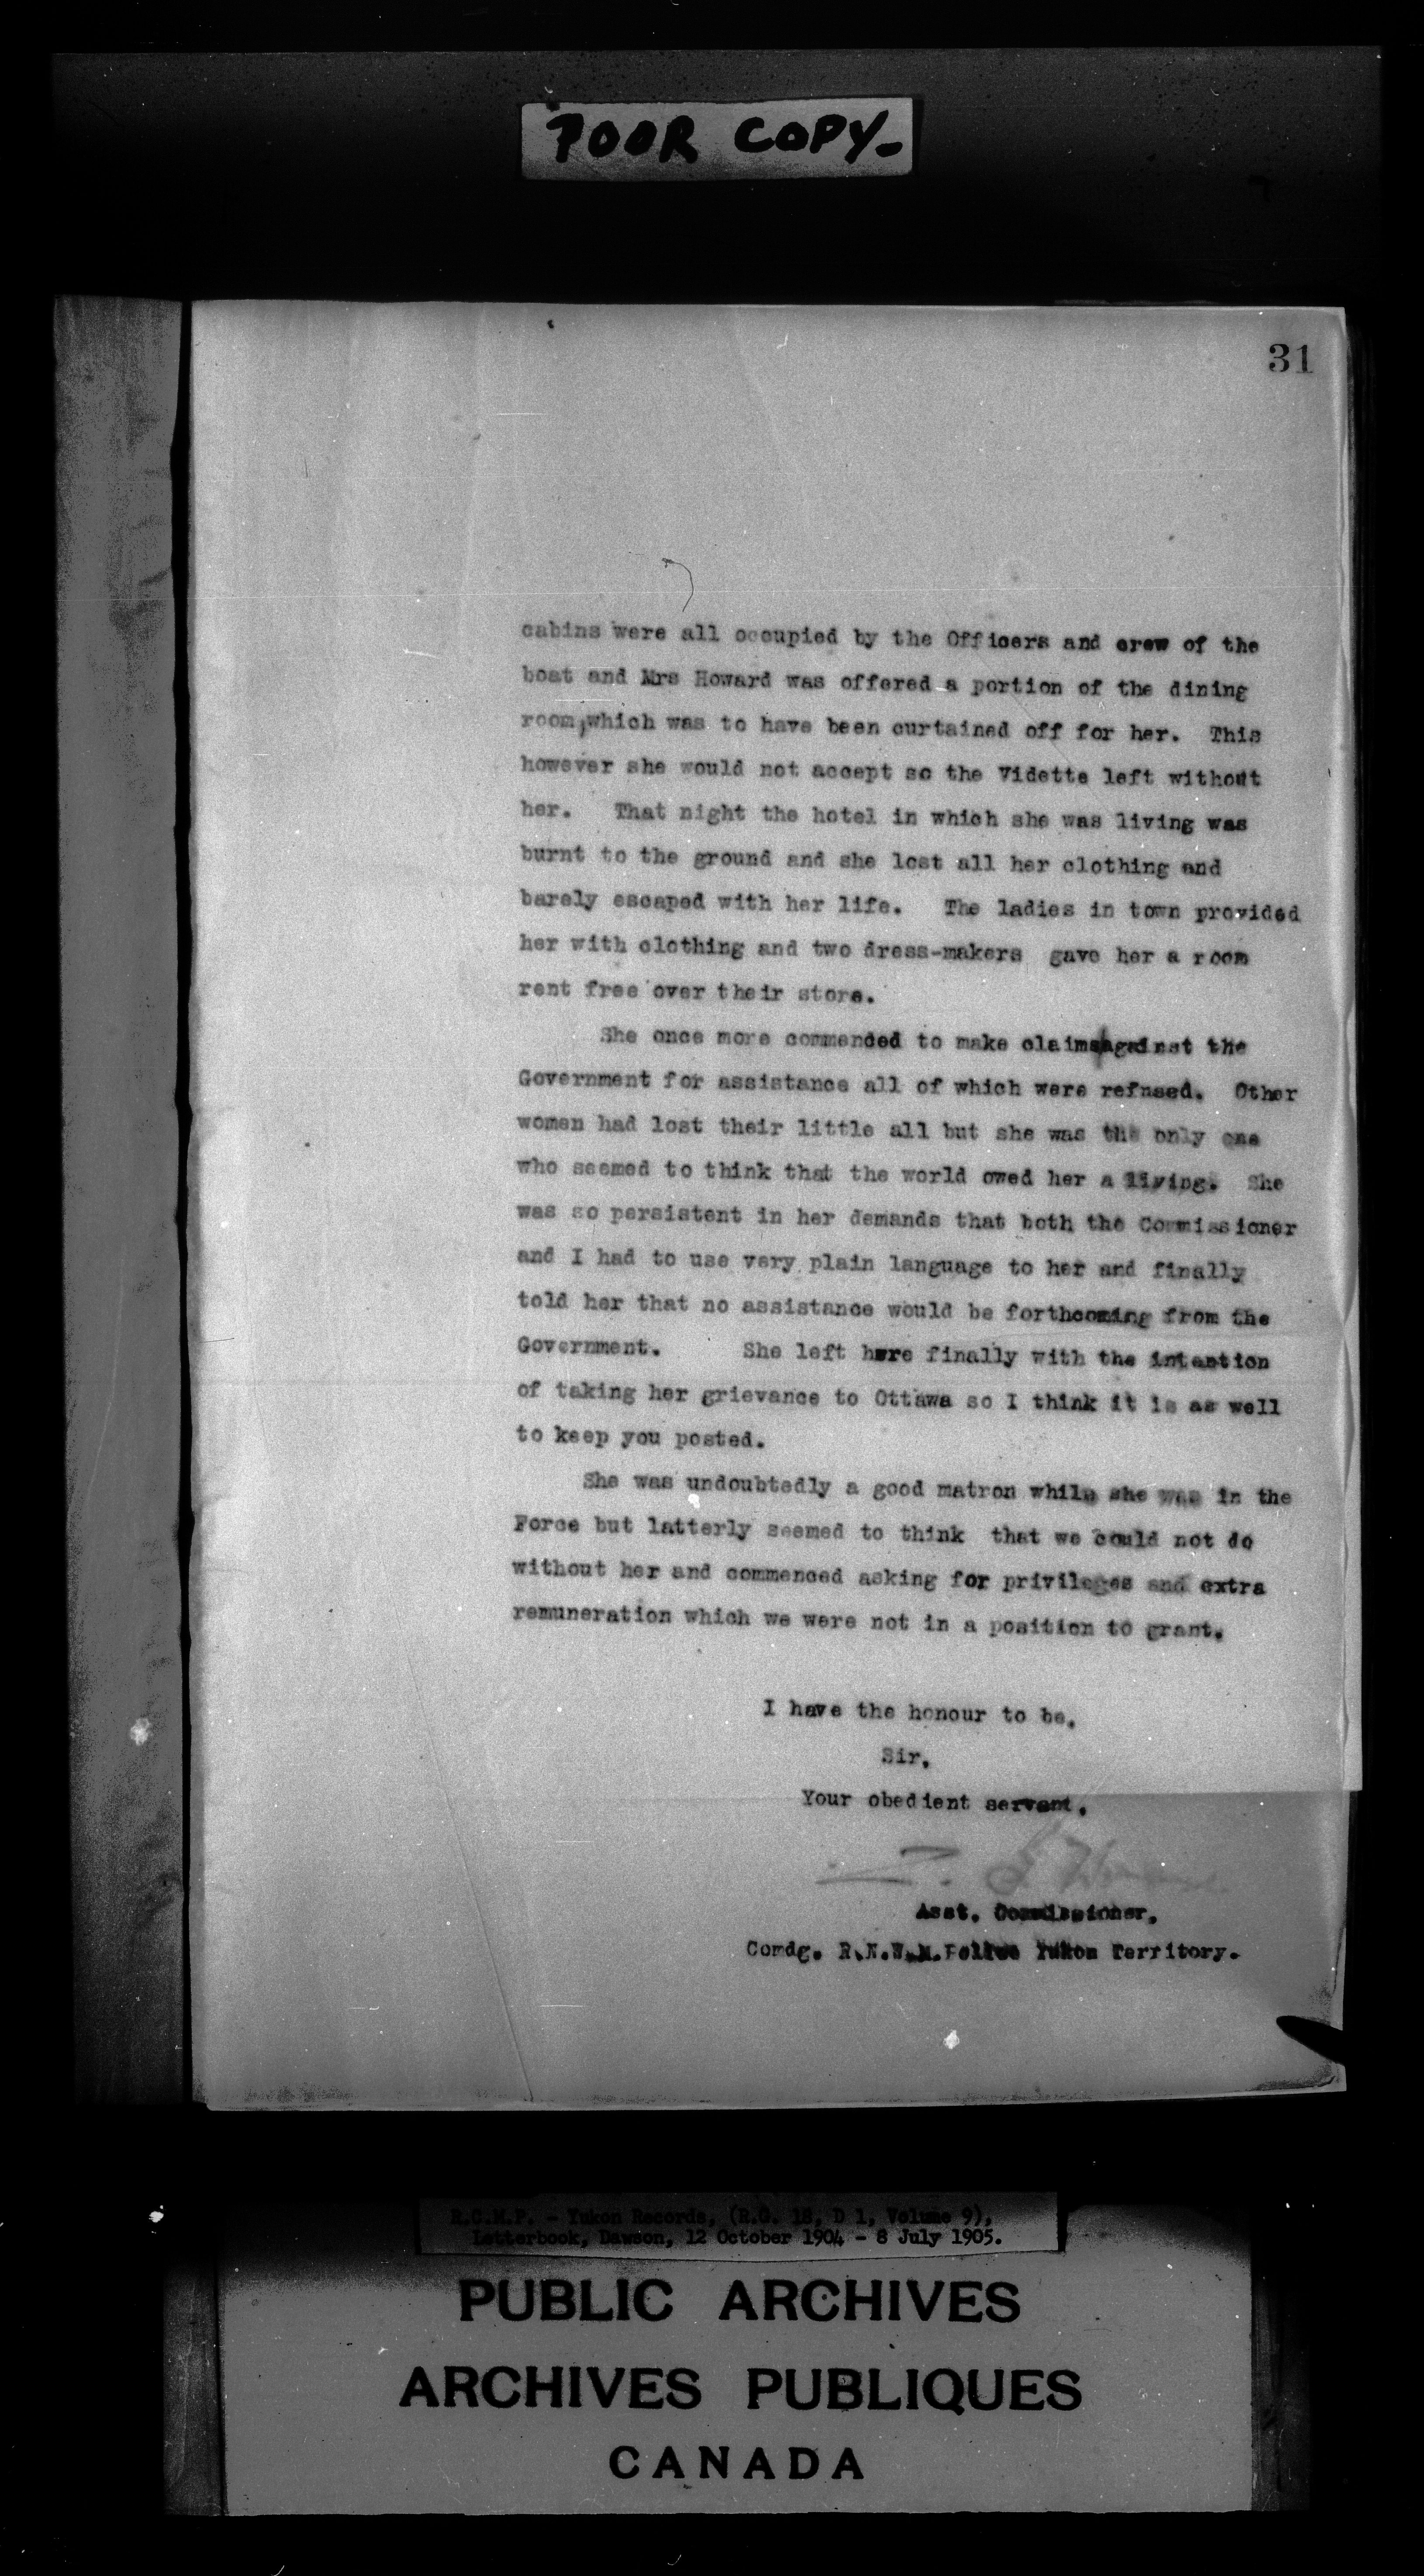 POOR COPY-
31
cabins were all occupied by the Officers and crew of the
boat and Mrs Howard was offered a portion of the dining
room,which was to have been curtained off for her. This
however she would not accept so the Vidette left without
her. That night the hotel in which she was living was
burnt to the ground and she lost all her clothing and
barely escaped with her life. The ladies in town provided
her with clothing and two dress-makers gave her a room
rent free over their store.
She once more commended to make claims against the
Government for assistance all of which were refused. Other
women had lost their little all but she was the only one
who seemed to think that the world owed her a living. She
was so persistent in her demands that both the Commissioner
and I had to use very plain language to her and finally
told her that no assistance would be forthcoming from the
Government. She left here finally with the intention
of taking her grievance to Ottawa so I think it is as well
to keep you posted.
She was undoubtedly a good matron while she was in the
Force but latterly seemed to think that we could not do
without her and commenced asking for privileges and extra
remuneration which we were not in a position to grant.
I have the honour to be,
Sir,
Your obedient servant,
Z. T. Wood
Asst. Commissioner,
Comdg. R.N.W.M.Police Yukon Territory.
R.C.M.P. - Yukon Records, (R.G. 18, D 1, Volume 9),
Letterbook, Dawson, 12 October 1904 - 8 July 1905.
PUBLIC ARCHIVES
ARCHIVES PUBLIQUES
CANADA